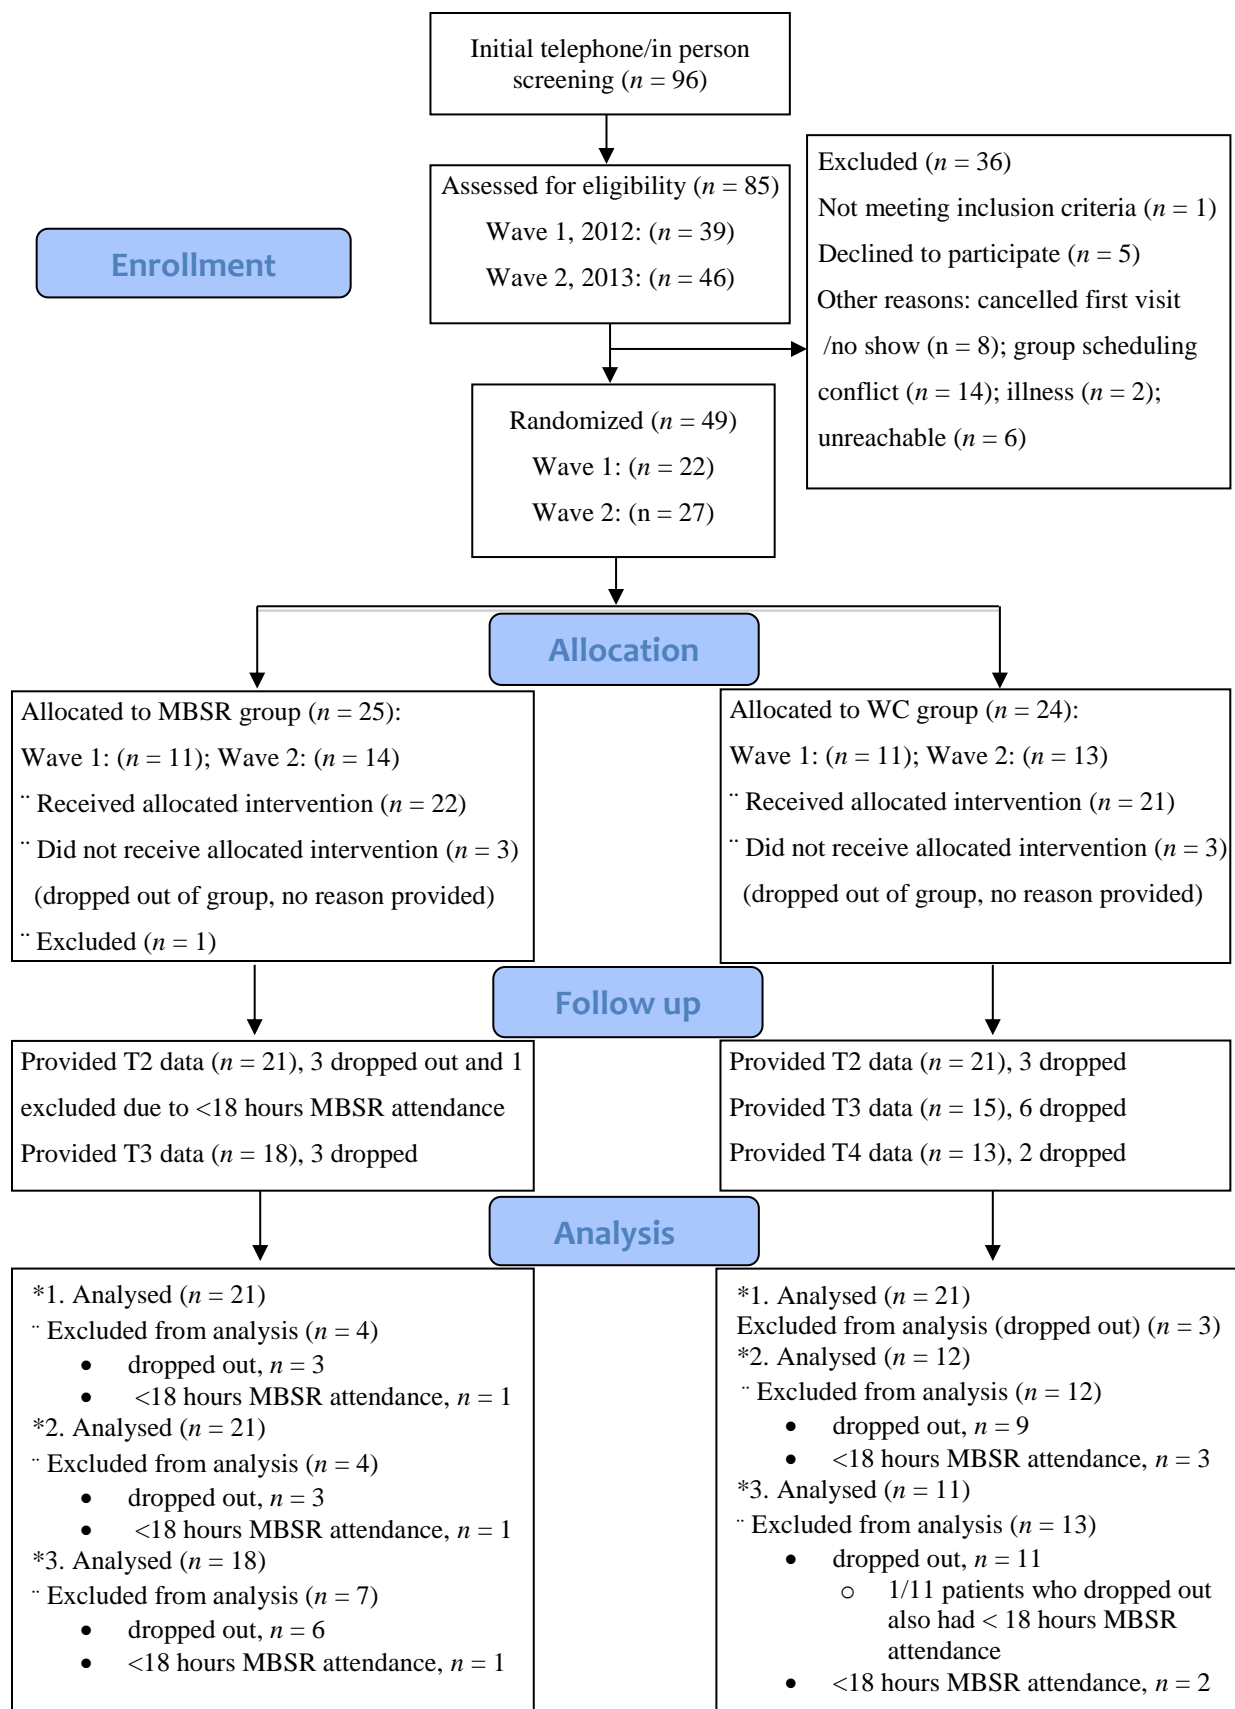 Initial telephone/in person
screening (n = 96)
Assessed for eligibility (n = 85)
Wave 1, 2012: (n = 39)
Wave 2, 2013: (n = 46)
Enrollment
Excluded (n = 36)
Not meeting inclusion criteria (n = 1)
Declined to participate (n = 5)
Other reasons: cancelled first visit
/no show (n = 8); group scheduling
conflict (n = 14); illness (n = 2);
unreachable (n = 6)
Randomized (n = 49)
Wave 1: (n = 22)
Wave 2: (n = 27)
Allocation
Allocated to MBSR group (n = 25):
Wave 1: (n = 11); Wave 2: (n = 14)
¨ Received allocated intervention (n = 22)
¨ Did not receive allocated intervention (n = 3)
(dropped out of group, no reason provided)
¨ Excluded (n = 1)
Allocated to WC group (n = 24):
Wave 1: (n = 11); Wave 2: (n = 13)
¨ Received allocated intervention (n = 21)
¨ Did not receive allocated intervention (n = 3)
(dropped out of group, no reason provided)
Follow up
Provided T2 data (n = 21), 3 dropped out and 1
excluded due to <18 hours MBSR attendance
Provided T3 data (n = 18), 3 dropped
Provided T2 data (n = 21), 3 dropped
Provided T3 data (n = 15), 6 dropped
Provided T4 data (n = 13), 2 dropped
Analysis
*1. Analysed (n = 21)
¨ Excluded from analysis (n = 4)
• dropped out, n = 3
• <18 hours MBSR attendance, n = 1
*2. Analysed (n = 21)
¨ Excluded from analysis (n = 4)
• dropped out, n = 3
• <18 hours MBSR attendance, n = 1
*3. Analysed (n = 18)
¨ Excluded from analysis (n = 7)
• dropped out, n = 6
• <18 hours MBSR attendance, n = 1
*1. Analysed (n = 21)
Excluded from analysis (dropped out) (n = 3)
*2. Analysed (n = 12)
¨ Excluded from analysis (n = 12)
• dropped out, n = 9
• <18 hours MBSR attendance, n = 3
*3. Analysed (n = 11)
¨ Excluded from analysis (n = 13)
• dropped out, n = 11
o 1/11 patients who dropped out
also had < 18 hours MBSR
attendance
• <18 hours MBSR attendance, n = 2